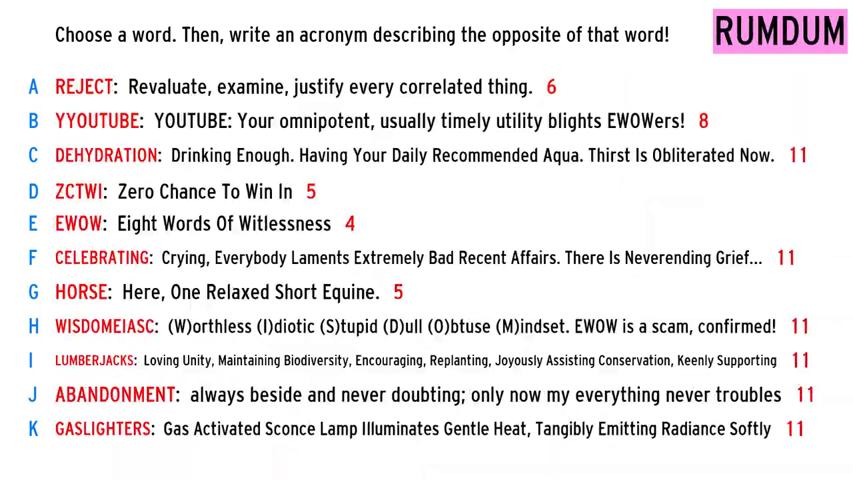 Choose a word. Then, write an acronym describing the opposite of that word!
RUMDUM
A REJECT: Revaluate, examine, justify every correlated thing. 6
B YYOUTUBE: YOUTUBE: Your omnipotent, usually timely utility blights EWOWers! 8
C DEHYDRATION: Drinking Enough. Having Your Daily Recommended Aqua. Thirst Is Obliterated Now. 11
D ZCTWI: Zero Chance To Win In 5
E EWOW: Eight Words Of Witlessness 4
F CELEBRATING: Crying, Everybody Laments Extremely Bad Recent Affairs. There Is Neverending Grief... 11
G HORSE: Here, One Relaxed Short Equine. 5
H WISDOMEIASC: (W)orthless (I)diotic (S)tupid (D)ull (O)btuse (M)indset. EWOW is a scam, confirmed! 11
I LUMBERJACKS: Loving Unity, Maintaining Biodiversity, Encouraging, Replanting, Joyously Assisting Conservation, Keenly Supporting 11
J ABANDONMENT: always beside and never doubting; only now my everything never troubles 11
K GASLIGHTERS: Gas Activated Sconce Lamp Illuminates Gentle Heat, Tangibly Emitting Radiance Softly 11